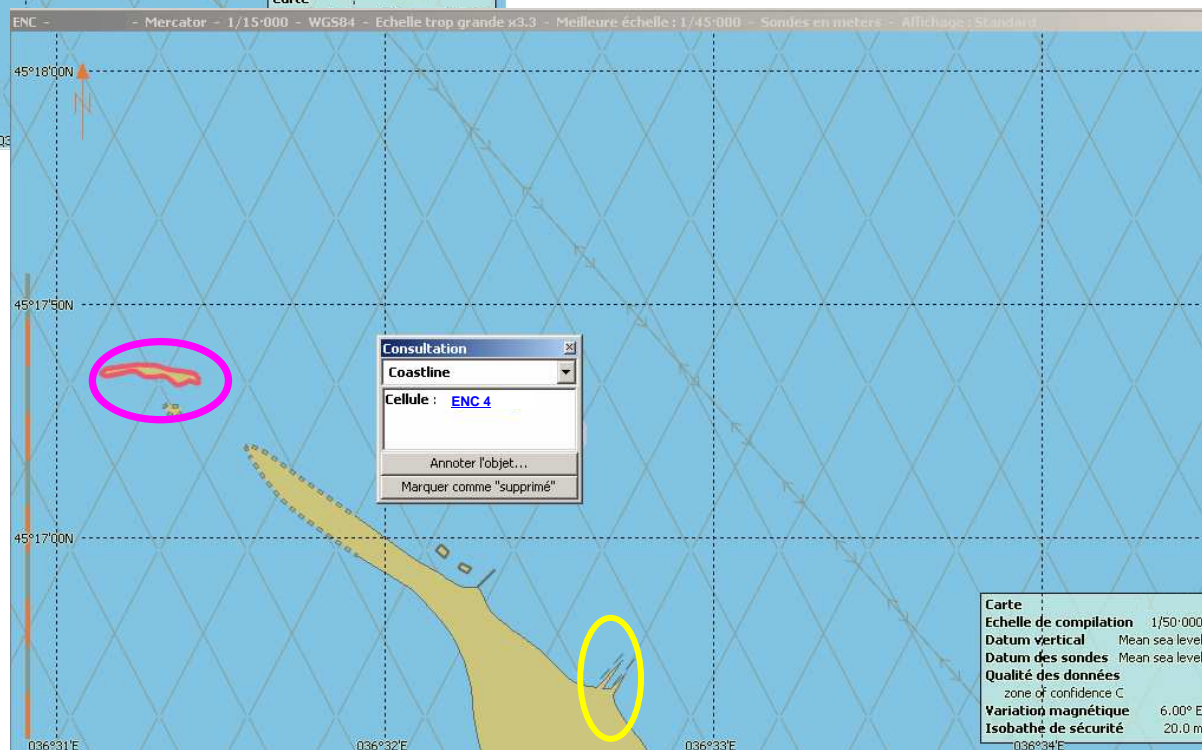 Carte
ENC - - Mercator - 1/15·000 - WGS84 - Echelle trop grande x3.3 - Meilleure échelle : 1/45·000 - Sondes en meters - Affichage : Standard
45°18'00N
N
03
45°17'50N
Consultation
Coastline
Cellule : ENC 4
Annoter l'objet...
Marquer comme "supprimé"
45°17'00N
Carte
Echelle de compilation 1/50·000
Datum vertical Mean sea level
Datum des sondes Mean sea level
Qualité des données
zone of confidence C
Variation magnétique 6.00° E
Isobathe de sécurité 20.0 m
036°31'E 036°32'E 036°33'E 036°34'E